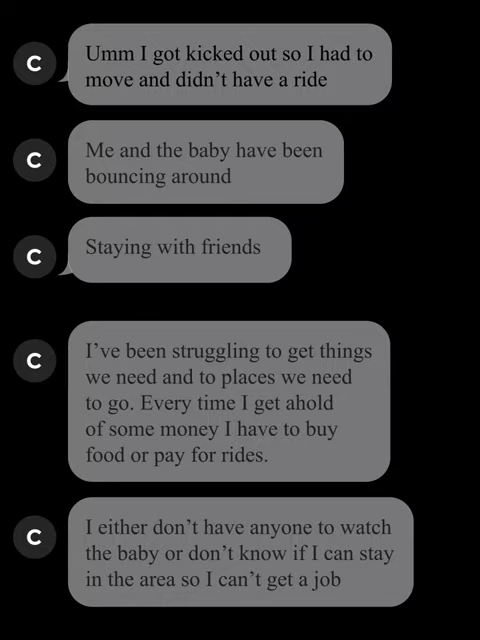 C
Umm I got kicked out so I had to
move and didn’t have a ride
C
Me and the baby have been
bouncing around
C
Staying with friends
C
I’ve been struggling to get things
we need and to places we need
to go. Every time I get ahold
of some money I have to buy
food or pay for rides.
C
I either don’t have anyone to watch
the baby or don’t know if I can stay
in the area so I can’t get a job